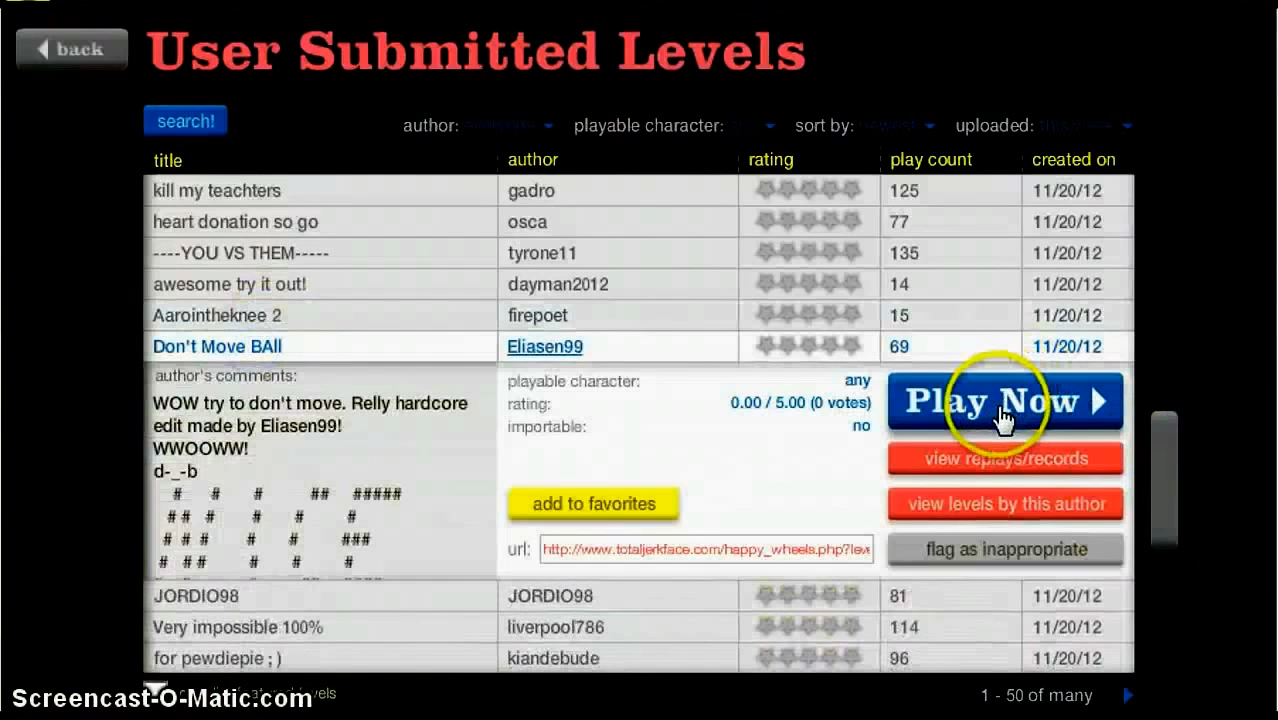 back
User Submitted Levels
search!
author:
playable character:
sort by: newest
uploaded:
title author rating play count created on
kill my teachters gadro 125 11/20/12
heart donation so go osca 77 11/20/12
----YOU VS THEM----- tyrone11 135 11/20/12
awesome try it out! dayman2012 14 11/20/12
Aarointheknee 2 firepoet 15 11/20/12
Don't Move BAll Eliasen99 69 11/20/12
author's comments:
WOW try to don't move. Relly hardcore
edit made by Eliasen99!
WWOOWW!
d-_-b
# # # ## #####
## # # # #
# # # # # ###
# ## # # #
playable character: any
rating: 0.00 / 5.00 (0 votes)
importable: no
add to favorites
url: http://www.totaljerkface.com/happy_wheels.php?leve
Play Now
view replays/records
view levels by this author
flag as inappropriate
JORDIO98 JORDIO98 81 11/20/12
Very impossible 100% liverpool786 114 11/20/12
for pewdiepie ; ) kiandebude 96 11/20/12
levels
1 - 50 of many
Screencast-O-Matic.com